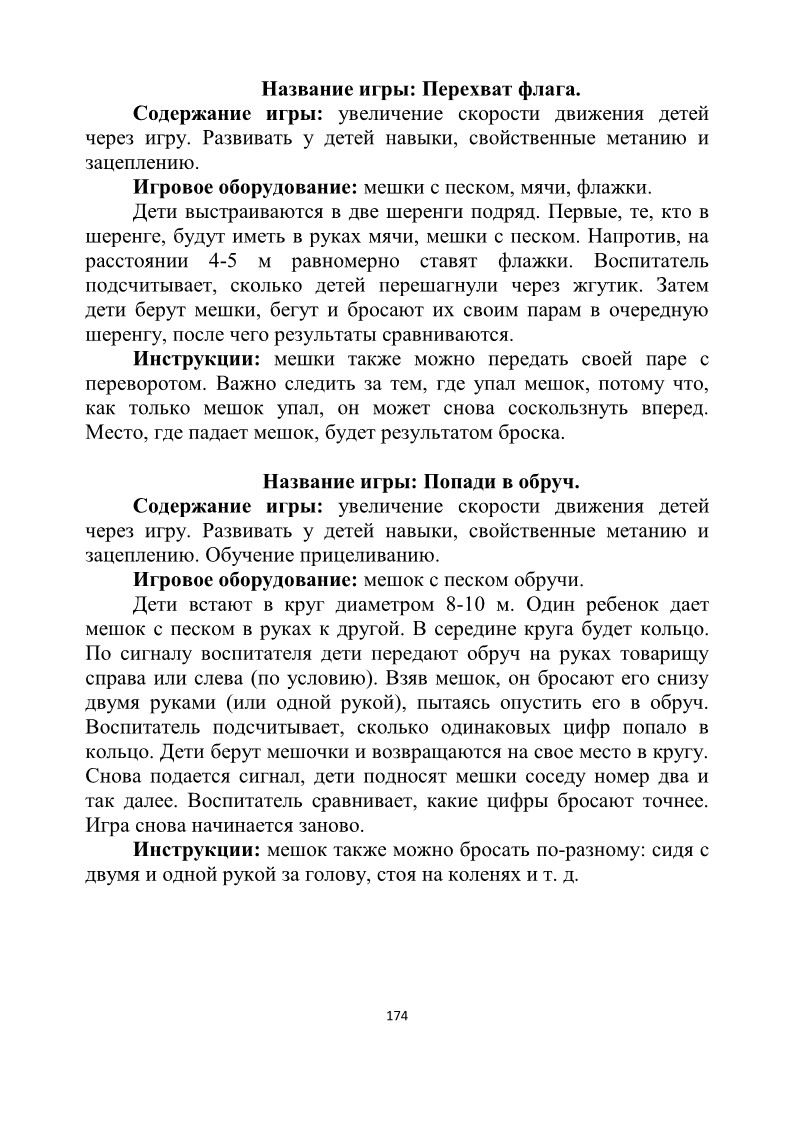 Название игры: Перехват флага.
Содержание игры: увеличение скорости движения детей
через игру. Развивать у детей навыки, свойственные метанию и
зацеплению.
Игровое оборудование: мешки с песком, мячи, флажки.
Дети выстраиваются в две шеренги подряд. Первые, те, кто в
шеренге, будут иметь в руках мячи, мешки с песком. Напротив, на
расстоянии 4-5 м равномерно ставят флажки. Воспитатель
подсчитывает, сколько детей перешагнули через жгутик. Затем
дети берут мешки, бегут и бросают их своим парам в очередную
шеренгу, после чего результаты сравниваются.
Инструкции: мешки также можно передать своей паре с
переворотом. Важно следить за тем, где упал мешок, потому что,
как только мешок упал, он может снова соскользнуть вперед.
Место, где падает мешок, будет результатом броска.
Название игры: Попади в обруч.
Содержание игры: увеличение скорости движения детей
через игру. Развивать у детей навыки, свойственные метанию и
зацеплению. Обучение прицеливанию.
Игровое оборудование: мешок с песком обручи.
Дети встают в круг диаметром 8-10 м. Один ребенок дает
мешок с песком в руках к другой. В середине круга будет кольцо.
По сигналу воспитателя дети передают обруч на руках товарищу
справа или слева (по условию). Взяв мешок, он бросают его снизу
двумя руками (или одной рукой), пытаясь опустить его в обруч.
Воспитатель подсчитывает, сколько одинаковых цифр попало в
кольцо. Дети берут мешочки и возвращаются на свое место в кругу.
Снова подается сигнал, дети подносят мешки соседу номер два и
так далее. Воспитатель сравнивает, какие цифры бросают точнее.
Игра снова начинается заново.
Инструкции: мешок также можно бросать по-разному: сидя с
двумя и одной рукой за голову, стоя на коленях и т. д.
174